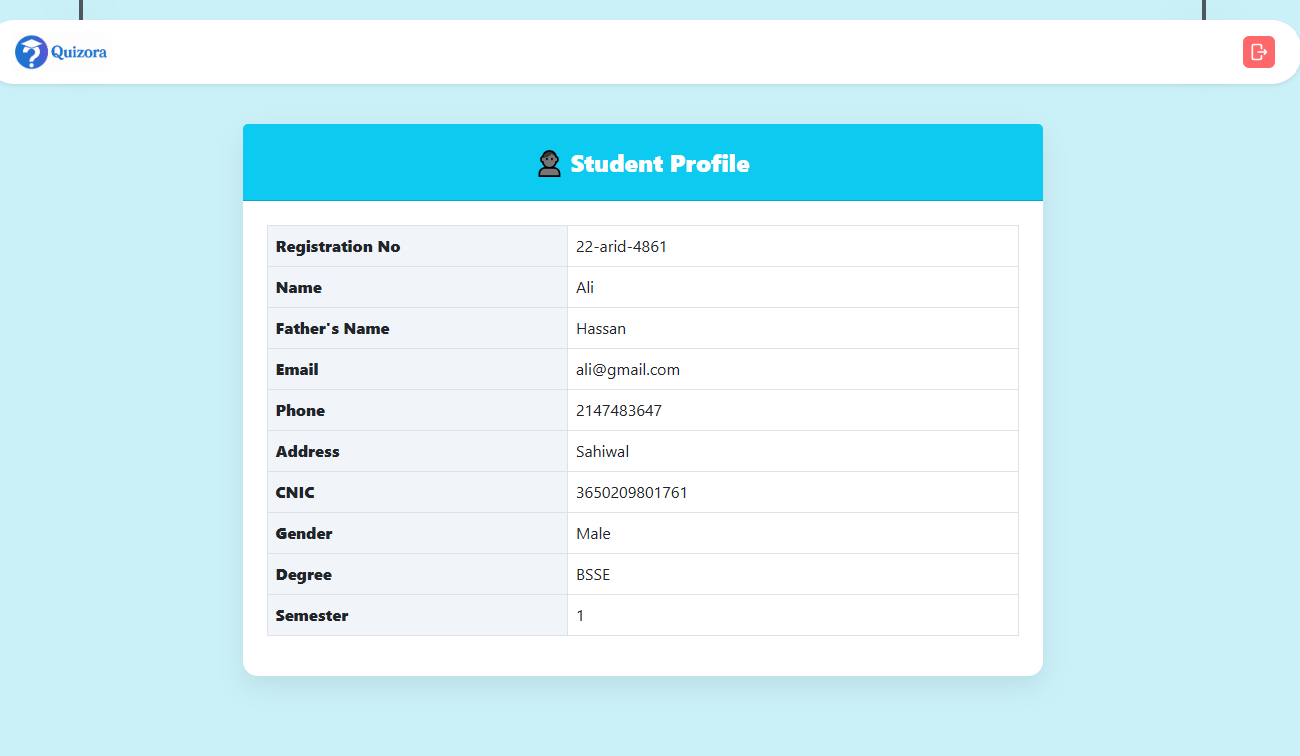 Quizora
Student Profile
Registration No 22-arid-4861
Name Ali
Father's Name Hassan
Email ali@gmail.com
Phone 2147483647
Address Sahiwal
CNIC 3650209801761
Gender Male
Degree BSSE
Semester 1